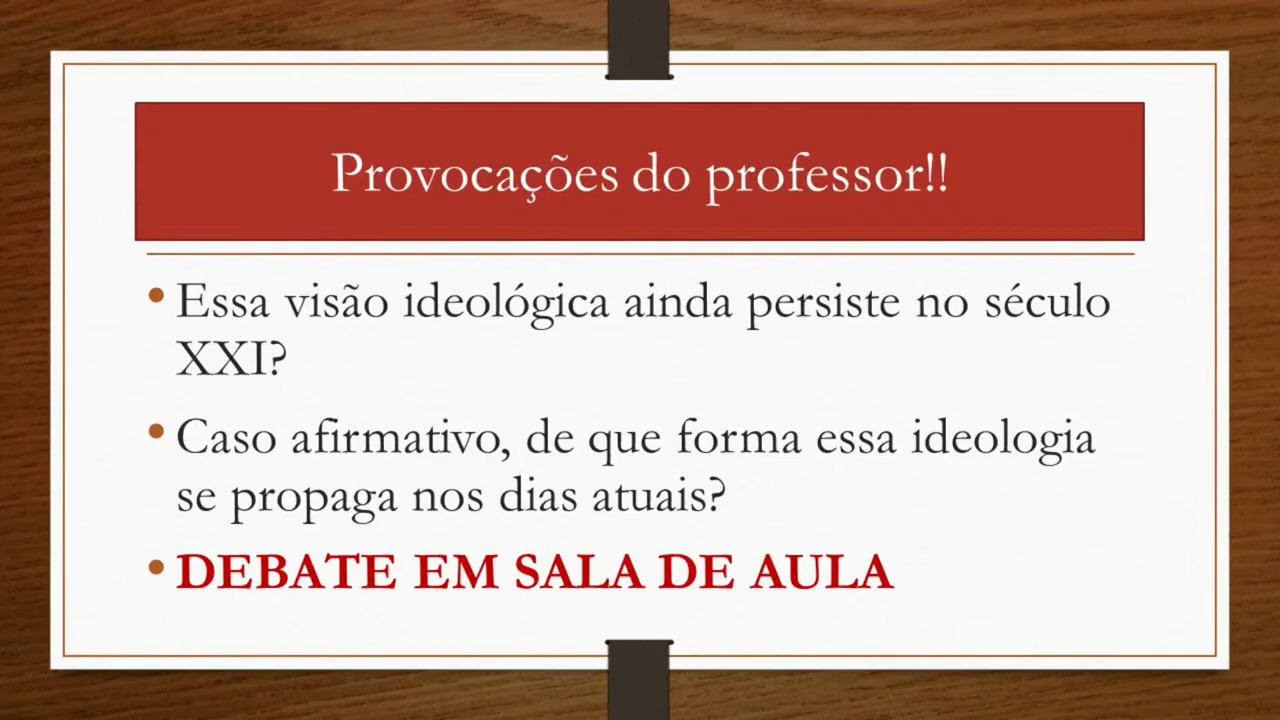 Provocações do professor!!
• Essa visão ideológica ainda persiste no século
XXI?
• Caso afirmativo, de que forma essa ideologia
se propaga nos dias atuais?
• DEBATE EM SALA DE AULA